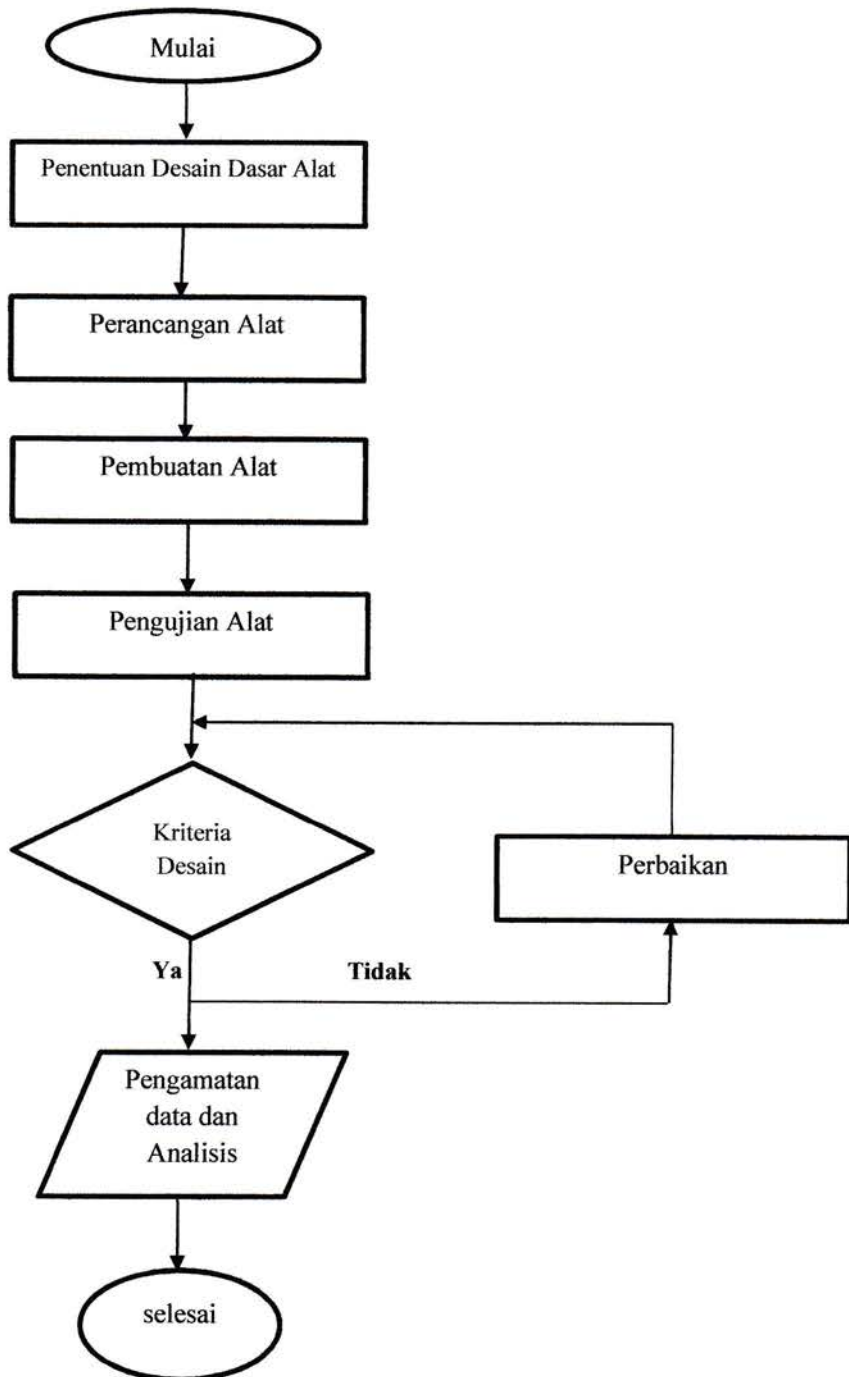 Mulai
Penentuan Desain Dasar Alat
Perancangan Alat
Pembuatan Alat
Pengujian Alat
Kriteria
Desain
Perbaikan
Ya
Tidak
Pengamatan
data dan
Analisis
selesai